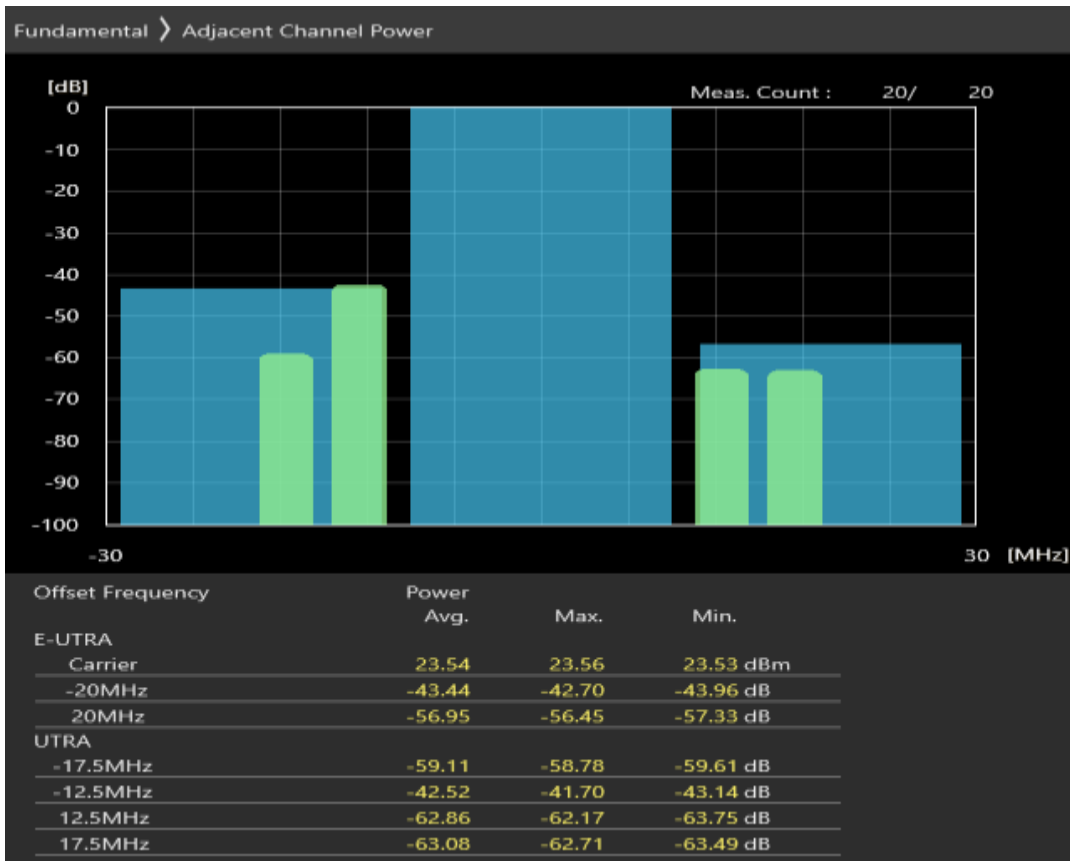 Fundamental 〉 Adjacent Channel Power
[dB]
Meas. Count : 20/ 20
0
-10
-20
-30
-40
-50
-60
-70
-80
-90
-100
-30 30 [MHz]
Offset Frequency Power
Avg. Max. Min.
E-UTRA
Carrier 23.54 23.56 23.53 dBm
-20MHz -43.44 -42.70 -43.96 dB
20MHz -56.95 -56.45 -57.33 dB
UTRA
-17.5MHz -59.11 -58.78 -59.61 dB
-12.5MHz -42.52 -41.70 -43.14 dB
12.5MHz -62.86 -62.17 -63.75 dB
17.5MHz -63.08 -62.71 -63.49 dB